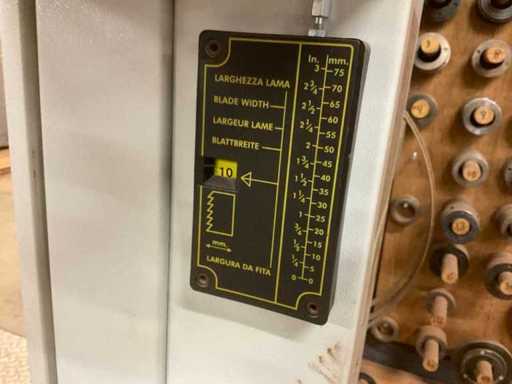 In. mm.
3 75
LARGHEZZA LAMA
2 3/4 70
BLADE WIDTH
2 1/2 65
60
LARGEUR LAME
2 1/4 55
BLATTBREITE
2 50
1 3/4 45
10
1 1/2 40
35
1 1/4 30
1 25
3/4 20
15
mm.
1/2 10
1/4 5
LARGURA DA FITA
0 0